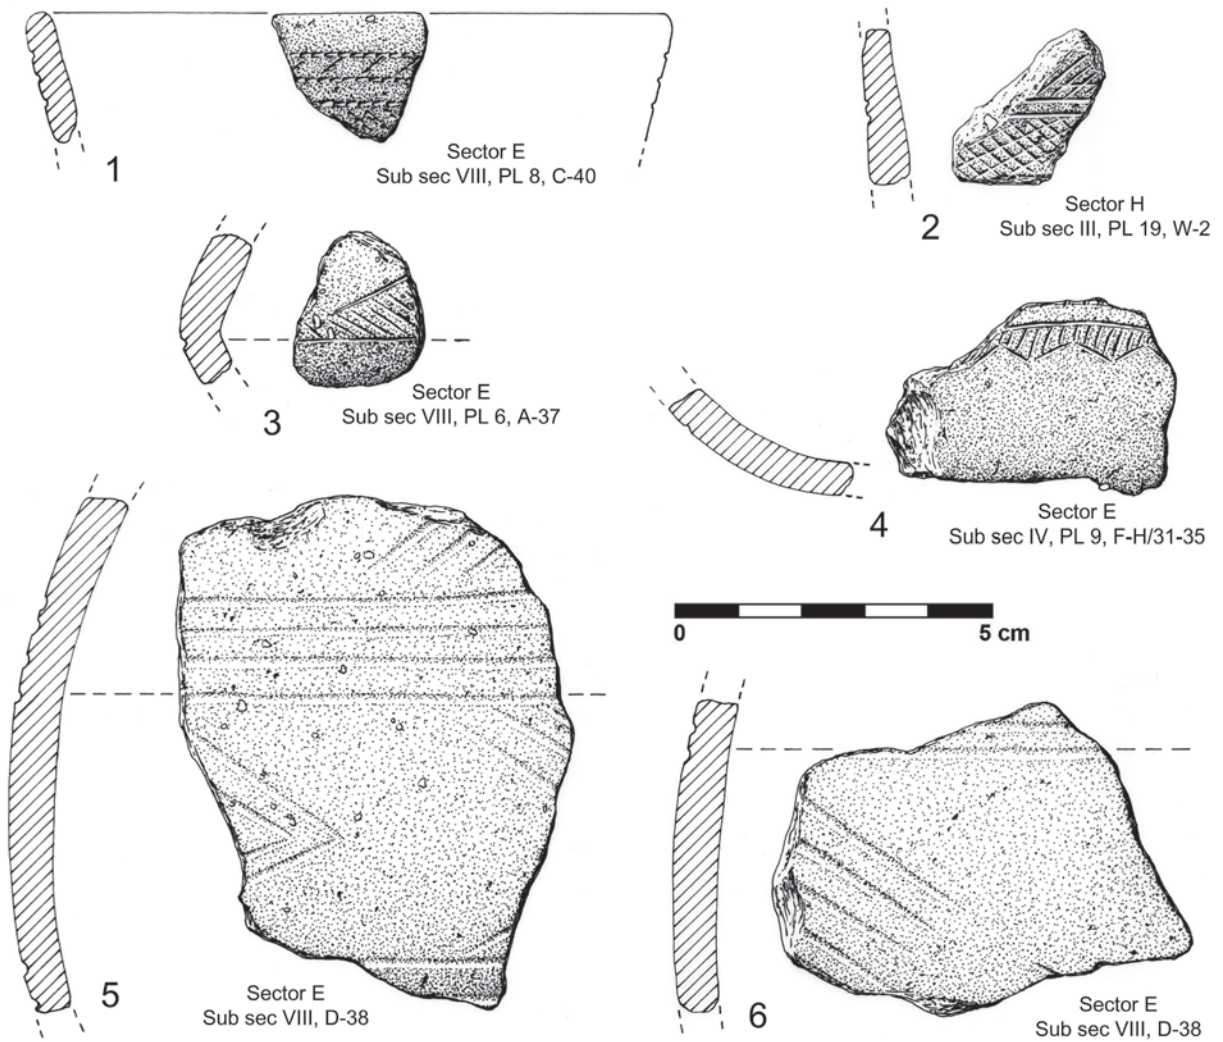 1
Sector E
Sub sec VIII, PL 8, C-40
2
Sector H
Sub sec III, PL 19, W-2
3
Sector E
Sub sec VIII, PL 6, A-37
4
Sector E
Sub sec IV, PL 9, F-H/31-35
0 5 cm
5
Sector E
Sub sec VIII, D-38
6
Sector E
Sub sec VIII, D-38